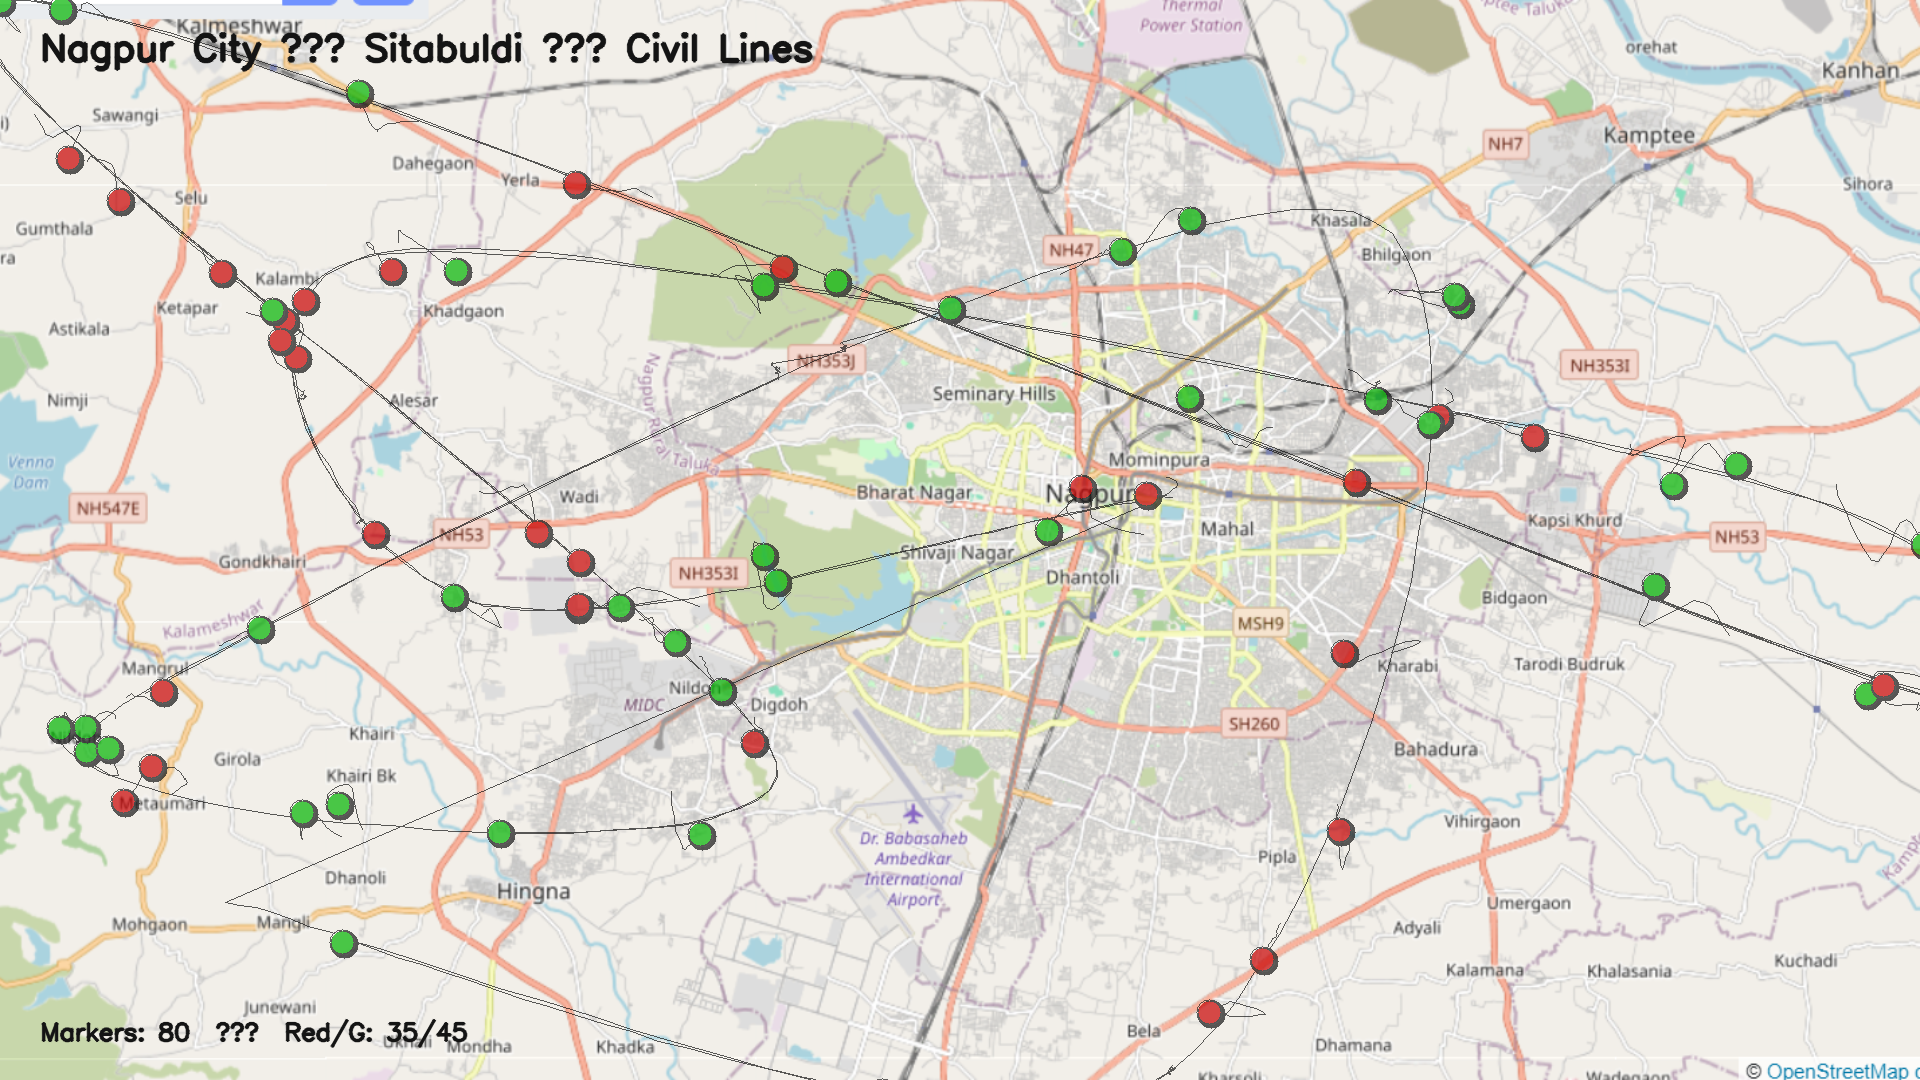 Kalmeshwar
Nagpur City ??? Sitabuldi ??? Civil Lines
Thermal
Power Station
orehat
Kanhan
Sawangi
Kamptee
NH7
Dahegaon
Yerla
Selu
Sihora
Gumthala
Khasala
NH47
Bhilgaon
Kalambi
Ketapar
Khadgaon
Astikala
NH353J
NH353I
Seminary Hills
Nimji
Alesar
Nagpur Rural Taluka
Mominpura
Venna
Dam
Wadi
Bharat Nagar
Nagpur
NH547E
NH53
Mahal
Kapsi Khurd
NH53
Gondkhairi
Shivaji Nagar
NH353I
Dhantoli
Bidgaon
Kalameshwar
MSH9
Mangrul
Kharabi
Tarodi Budruk
Nildoh
MIDC
Digdoh
SH260
Khairi
Bahadura
Girola
Khairi Bk
Metaumari
Vihirgaon
Dr. Babasaheb
Ambedkar
International
Airport
Pipla
Dhanoli
Hingna
Umergaon
Mohgaon
Mangli
Adyali
Kuchadi
Kalamana
Khalasania
Junewani
Markers: 80 ??? Red/G: 35/45
Bela
Mondha
Khadka
Dhamana
Kharsoli
Wadegaon
© OpenStreetMap